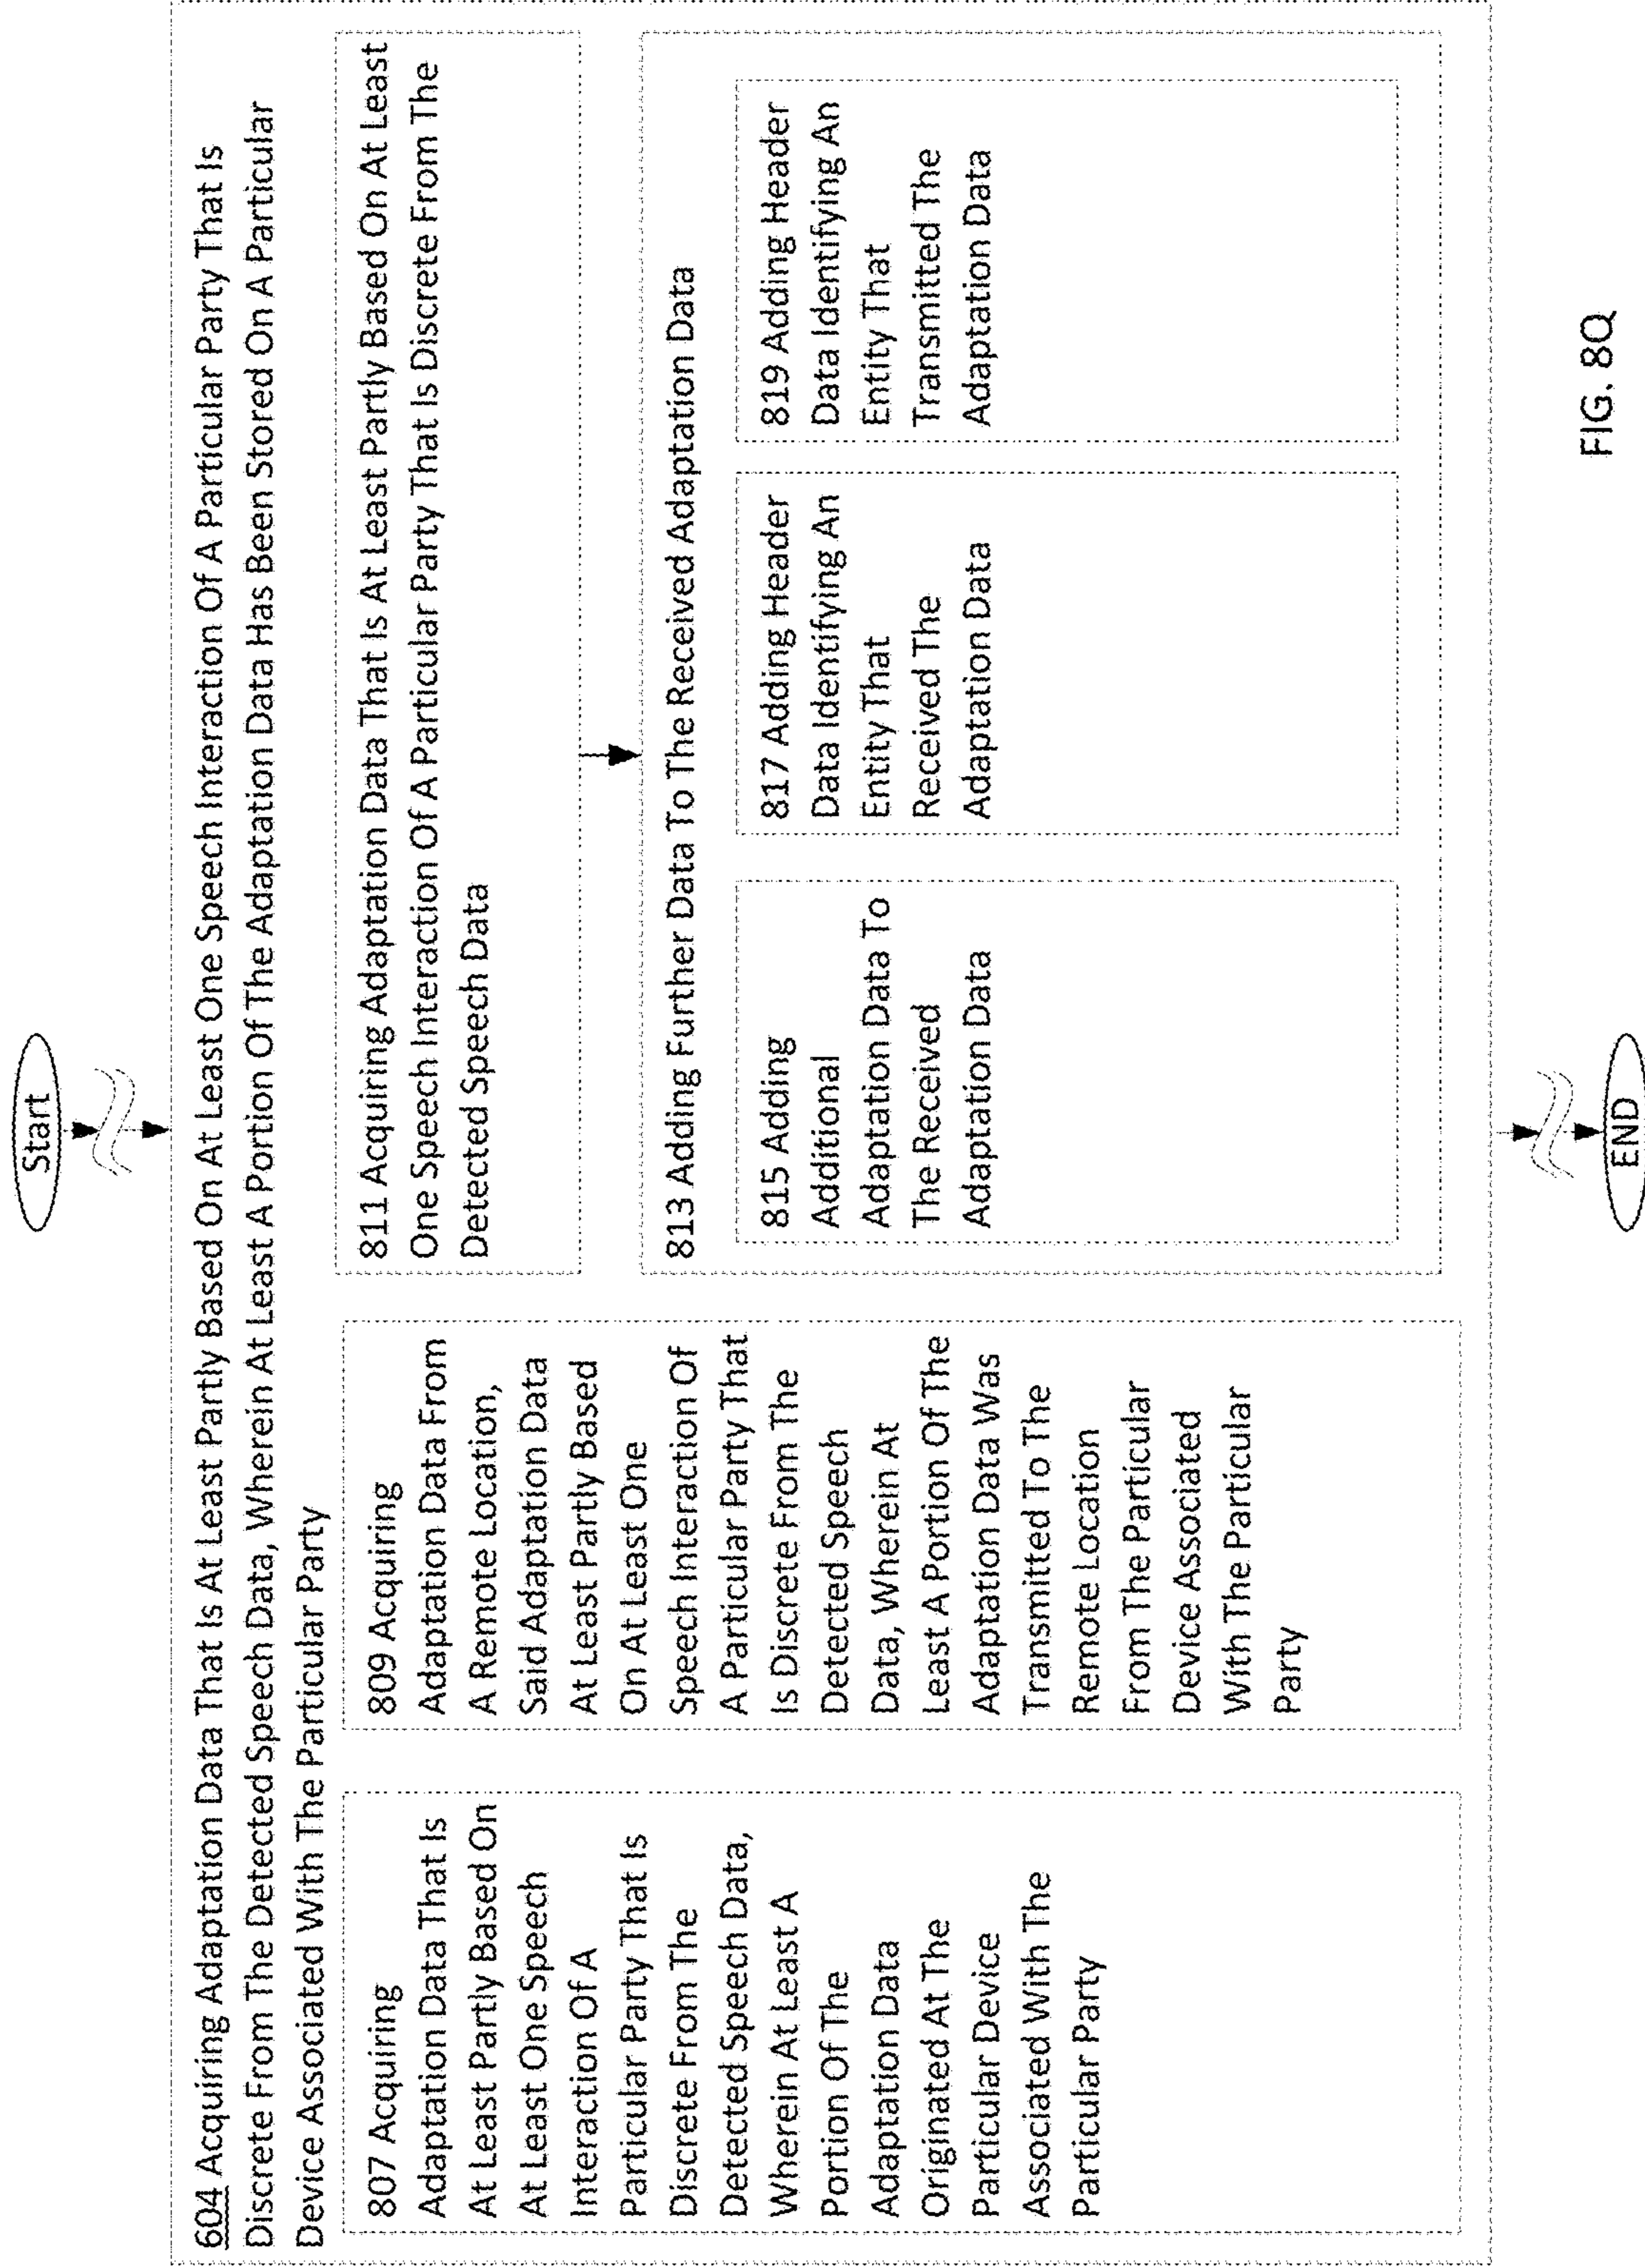 Start
604 Acquiring Adaptation Data That Is At Least Partly Based On At Least One Speech Interaction Of A Particular Party That Is
Discrete From The Detected Speech Data, Wherein At Least A Portion Of The Adaptation Data Has Been Stored On A Particular
Device Associated With The Particular Party
807 Acquiring
Adaptation Data That Is
At Least Partly Based On
At Least One Speech
Interaction Of A
Particular Party That Is
Discrete From The
Detected Speech Data,
Wherein At Least A
Portion Of The
Adaptation Data
Originated At The
Particular Device
Associated With The
Particular Party
809 Acquiring
Adaptation Data From
A Remote Location,
Said Adaptation Data
At Least Partly Based
On At Least One
Speech Interaction Of
A Particular Party That
Is Discrete From The
Detected Speech
Data, Wherein At
Least A Portion Of The
Adaptation Data Was
Transmitted To The
Remote Location
From The Particular
Device Associated
With The Particular
Party
811 Acquiring Adaptation Data That Is At Least Partly Based On At Least
One Speech Interaction Of A Particular Party That Is Discrete From The
Detected Speech Data
813 Adding Further Data To The Received Adaptation Data
815 Adding
Additional
Adaptation Data To
The Received
Adaptation Data
817 Adding Header
Data Identifying An
Entity That
Received The
Adaptation Data
819 Adding Header
Data Identifying An
Entity That
Transmitted The
Adaptation Data
END
FIG. 8Q